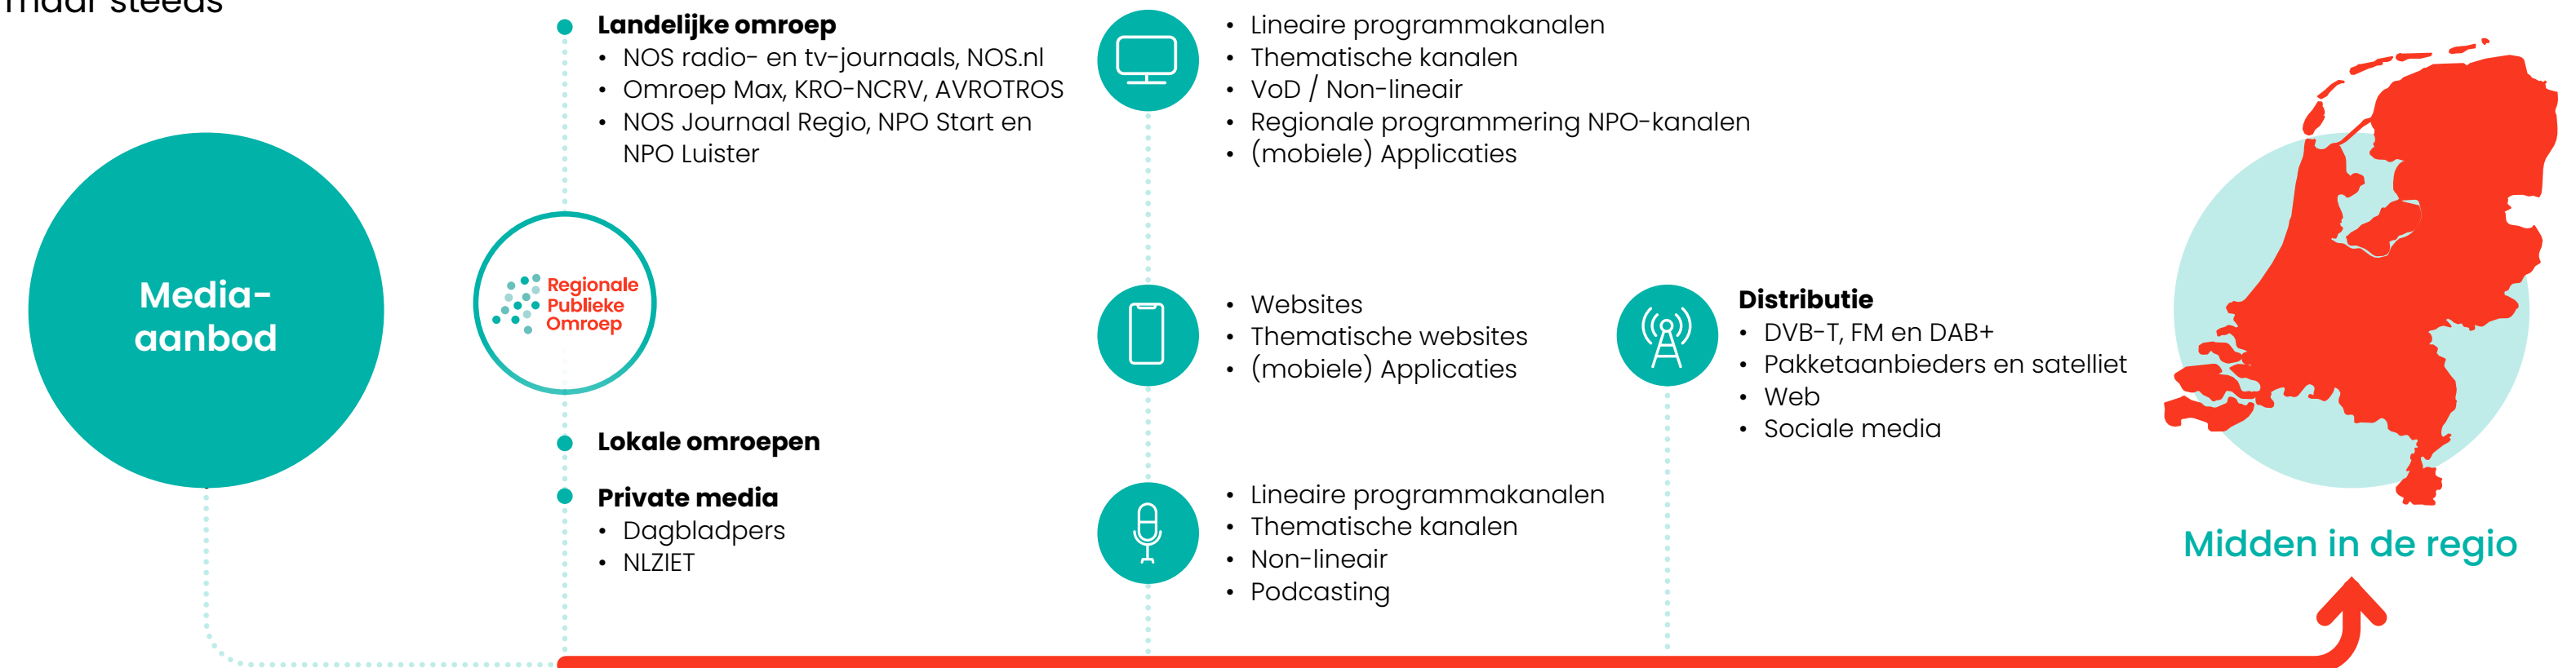 maar steeds
Media-
aanbod
Landelijke omroep
• NOS radio- en tv-journaals, NOS.nl
• Omroep Max, KRO-NCRV, AVROTROS
• NOS Journaal Regio, NPO Start en
NPO Luister
Regionale
Publieke
Omroep
Lokale omroepen
Private media
• Dagbladpers
• NLZIET
• Lineaire programmakanalen
• Thematische kanalen
• VoD / Non-lineair
• Regionale programmering NPO-kanalen
• (mobiele) Applicaties
• Websites
• Thematische websites
• (mobiele) Applicaties
• Lineaire programmakanalen
• Thematische kanalen
• Non-lineair
• Podcasting
Distributie
• DVB-T, FM en DAB+
• Pakketaanbieders en satelliet
• Web
• Sociale media
Midden in de regio